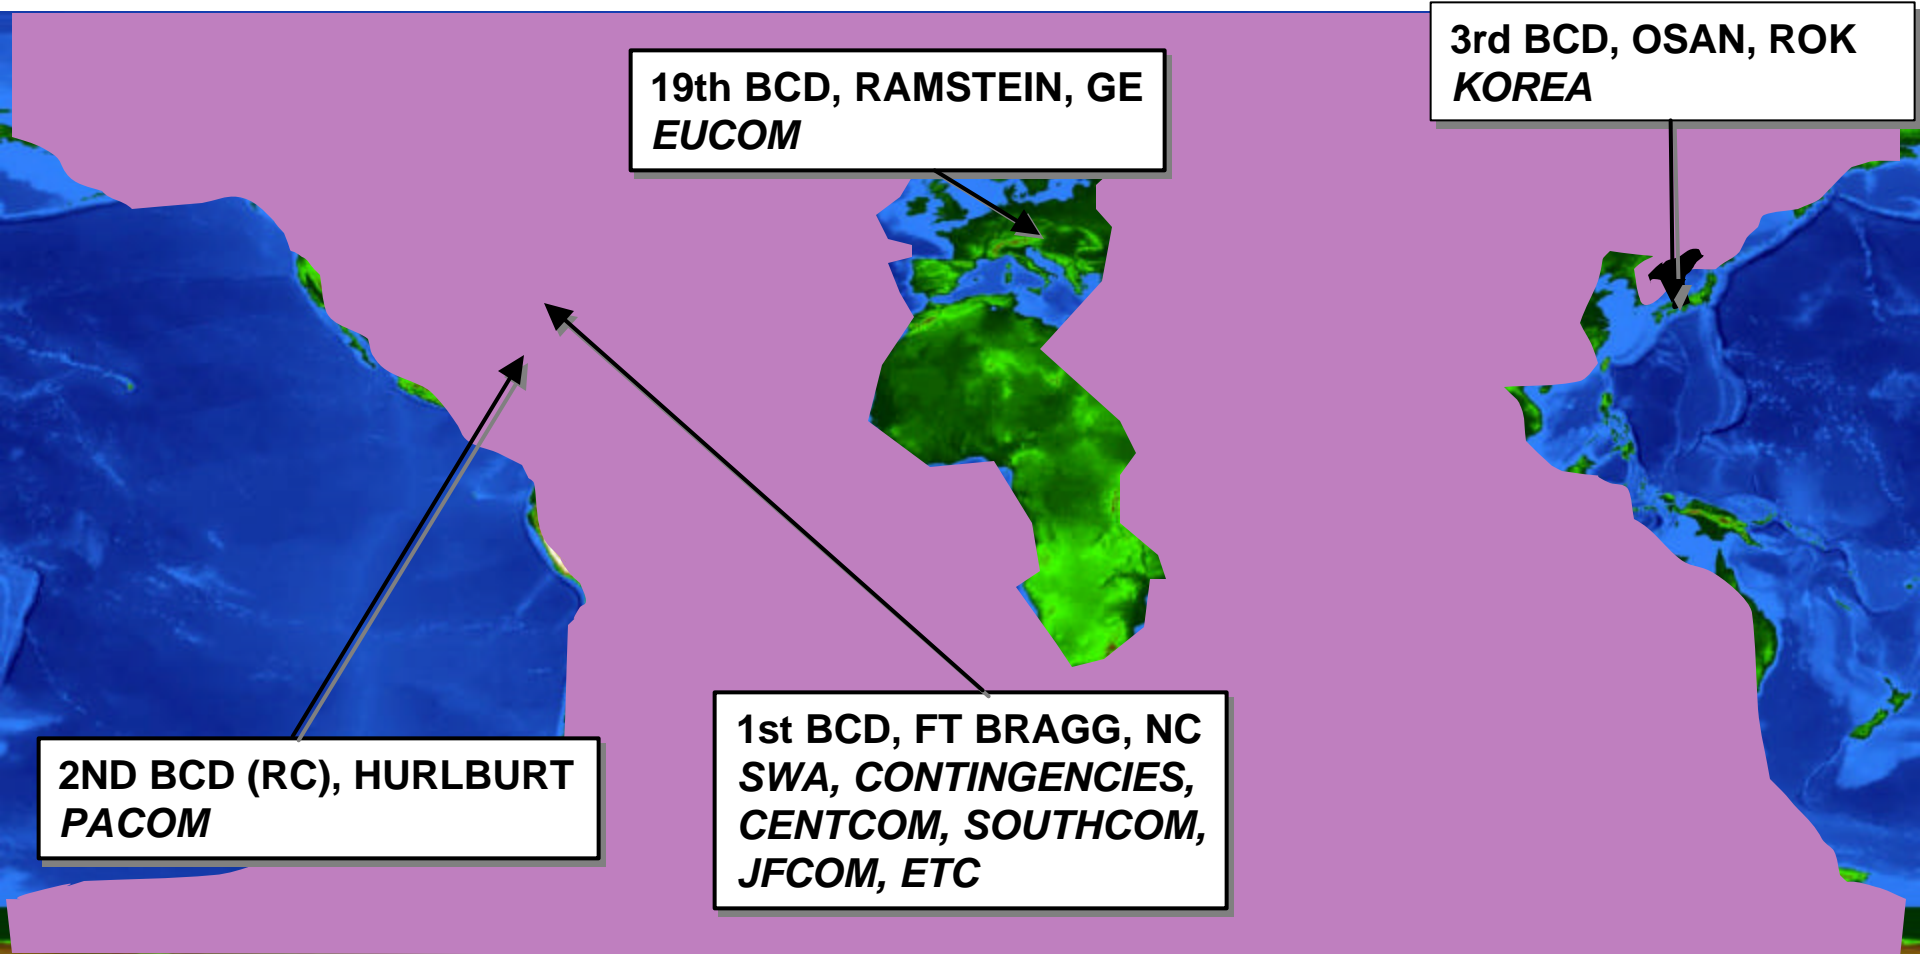 3rd BCD, OSAN, ROK
KOREA
19th BCD, RAMSTEIN, GE
EUCOM
2ND BCD (RC), HURLBURT
PACOM
1st BCD, FT BRAGG, NC
SWA, CONTINGENCIES,
CENTCOM, SOUTHCOM,
JFCOM, ETC